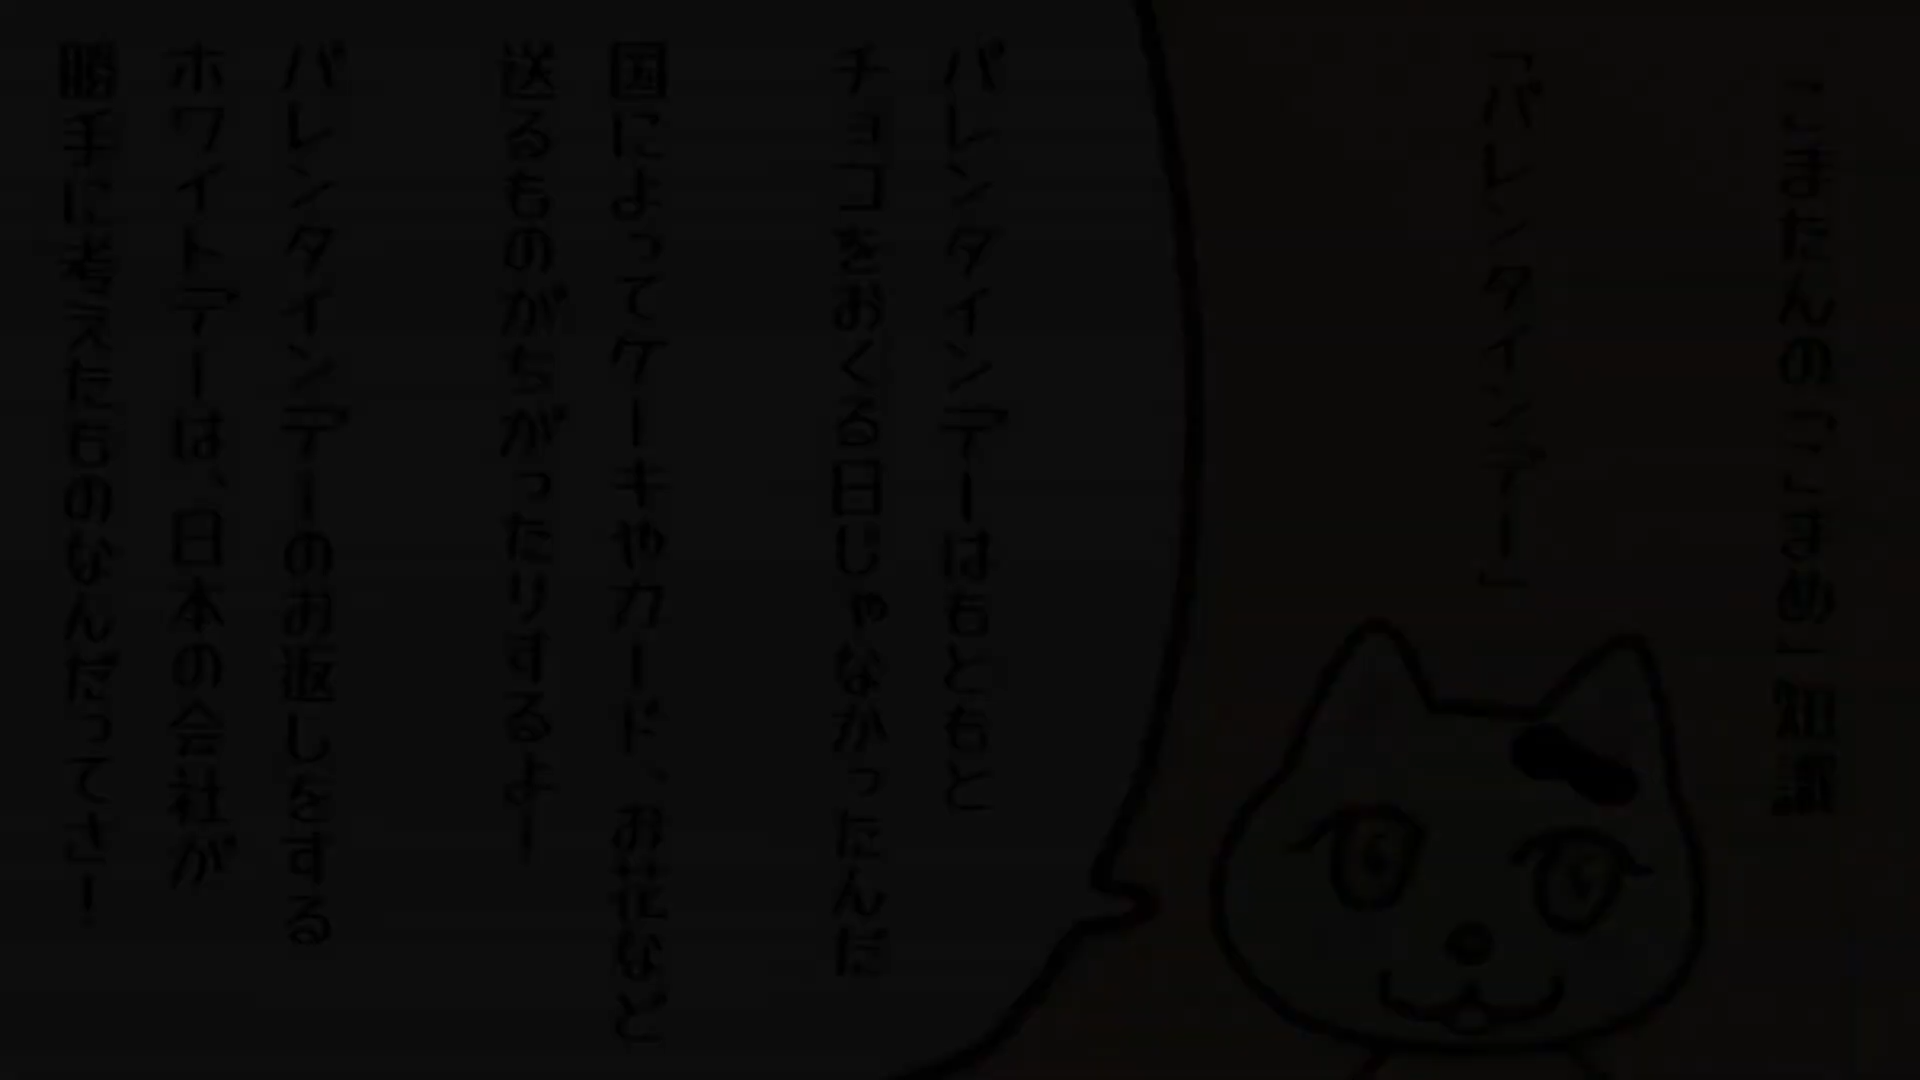 こまたんの「こまめ」知識
「バレンタインデー」
バレンタインデーはもともと
チョコをおくる日じゃなかったんだ
国によってケーキやカード、お花など
送るものがちがったりするよー
バレンタインデーのお返しをする
ホワイトデーは、日本の会社が
勝手に考えたものなんだってさ！